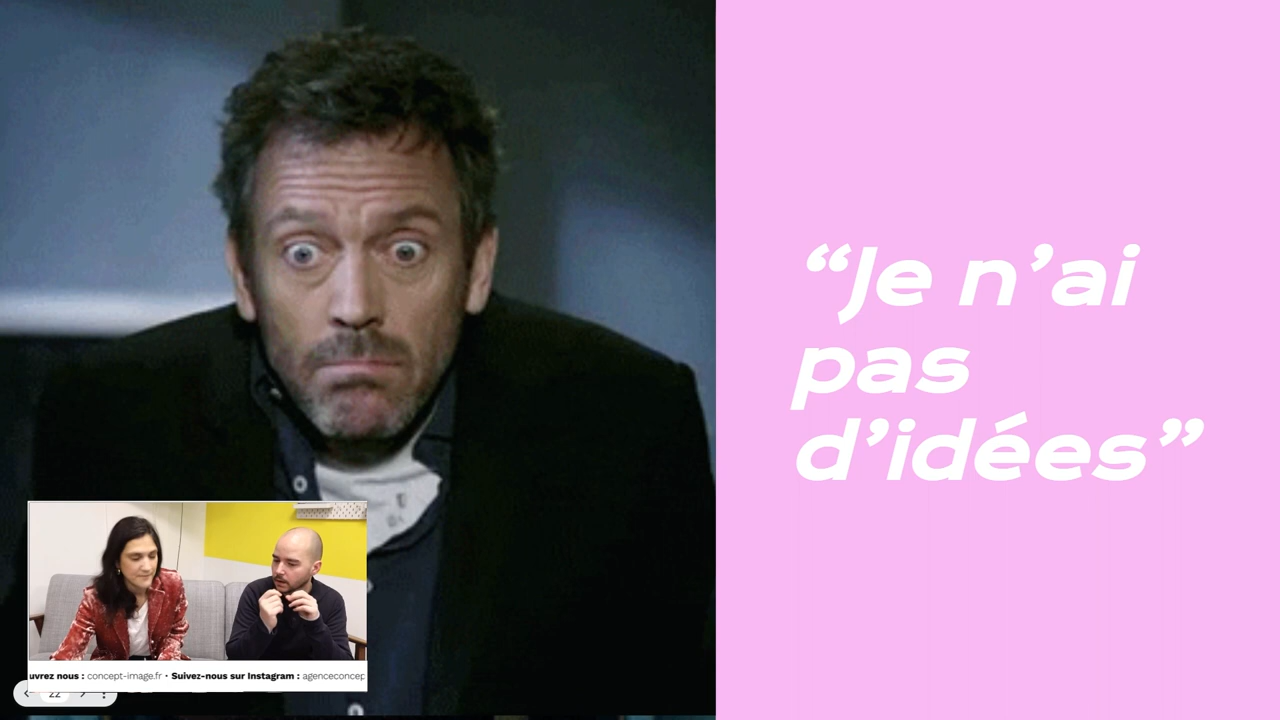 “Je n’ai
pas
d’idées”
uvrez nous : concept-image.fr • Suivez-nous sur Instagram : agenceconcep
22